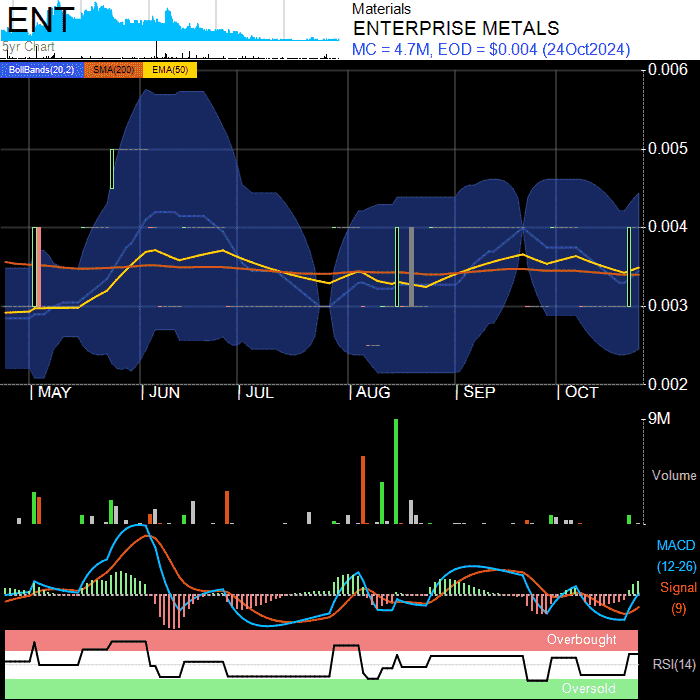 ENT
5yr Chart
Materials
ENTERPRISE METALS
MC = 4.7M, EOD = $0.004 (24Oct2024)
BollBands(20,2) SMA(200) EMA(50)
0.006
0.005
0.004
0.003
0.002
MAY JUN JUL AUG SEP OCT
9M
Volume
MACD
(12-26)
Signal
(9)
Overbought
RSI(14)
Oversold